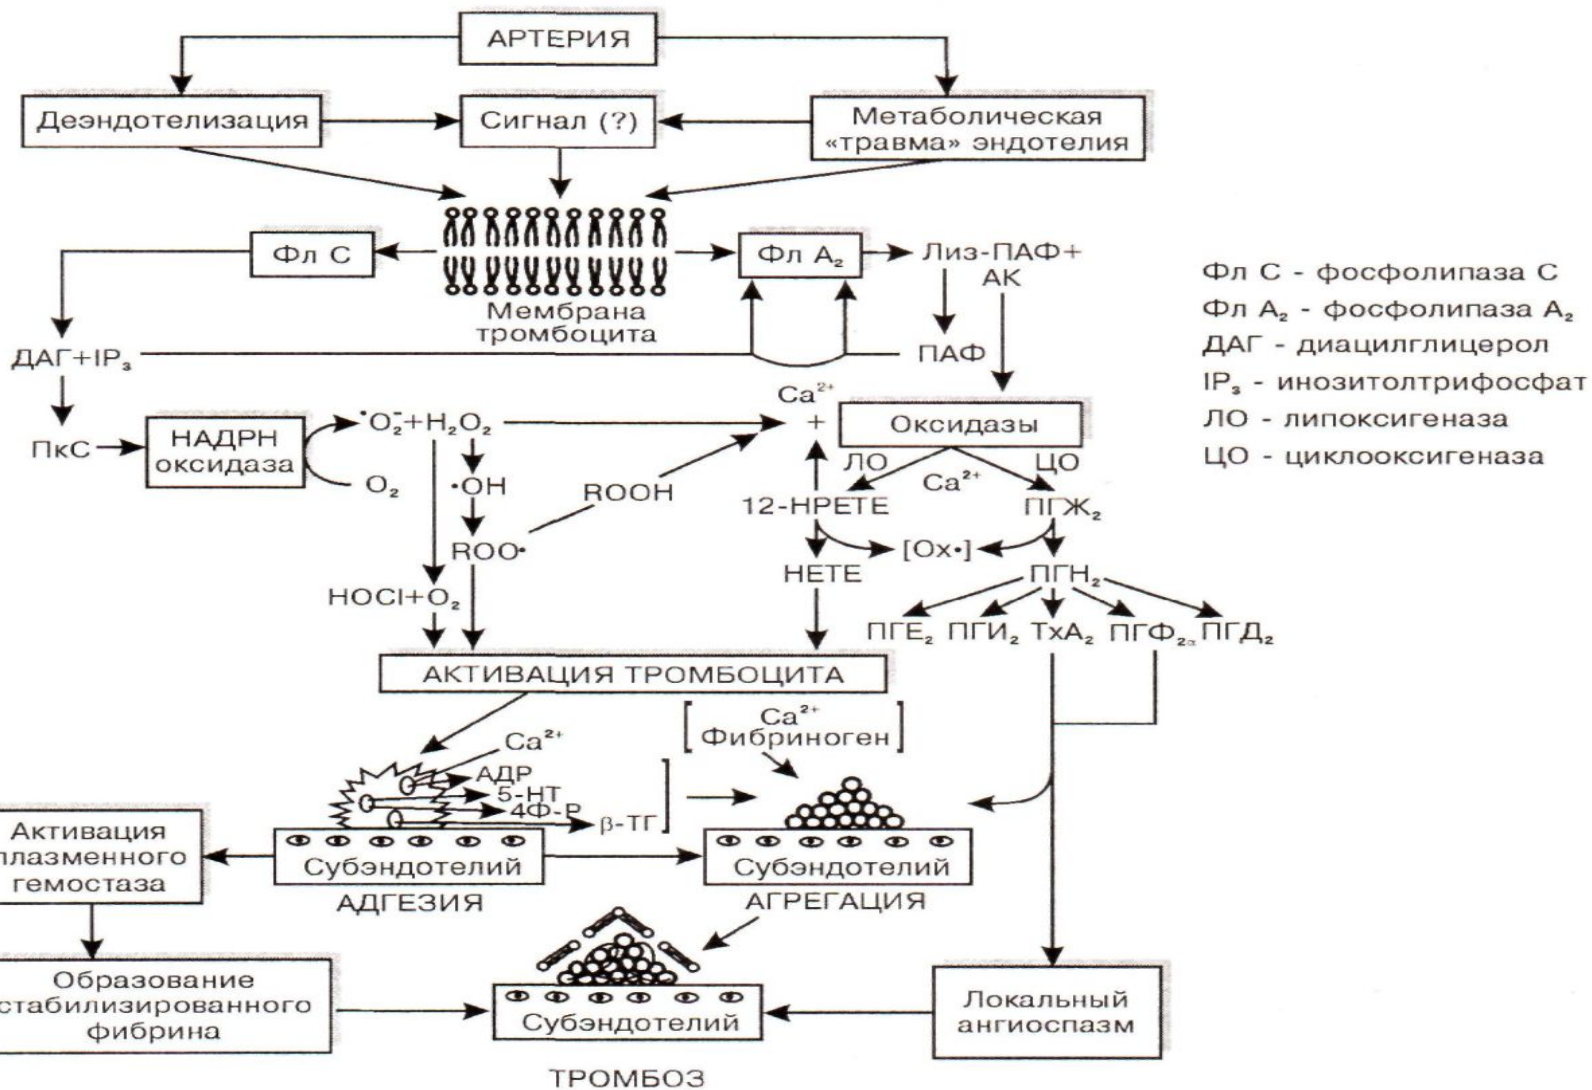 АРТЕРИЯ
Деэндотелизация
Сигнал (?)
Метаболическая
«травма» эндотелия
Фл С
Фл А₂
Лиз-ПАФ+
АК
Мембрана
тромбоцита
ДАГ+IP₃
ПАФ
Фл С - фосфолипаза С
Фл А₂ - фосфолипаза А₂
ДАГ - диацилглицерол
IP₃ - инозитолтрифосфат
ЛО - липоксигеназа
ЦО - циклооксигеназа
ПкС
НАДРН
оксидаза
•O₂⁻+H₂O₂
O₂
Ca²⁺
+
Оксидазы
ЛО
Ca²⁺
ЦО
•OH
ROOH
12-НРЕТЕ
ПГЖ₂
ROO•
[Ox•]
НЕТЕ
ПГН₂
HOCl+O₂
ПГЕ₂ ПГИ₂ ТхА₂ ПГФ₂α ПГД₂
АКТИВАЦИЯ ТРОМБОЦИТА
Ca²⁺
АДР
5-НТ
4Ф-Р
β-ТГ
[Ca²⁺
Фибриноген]
Субэндотелий
АДГЕЗИЯ
Субэндотелий
АГРЕГАЦИЯ
Активация
плазменного
гемостаза
Образование
стабилизированного
фибрина
Субэндотелий
ТРОМБОЗ
Локальный
ангиоспазм